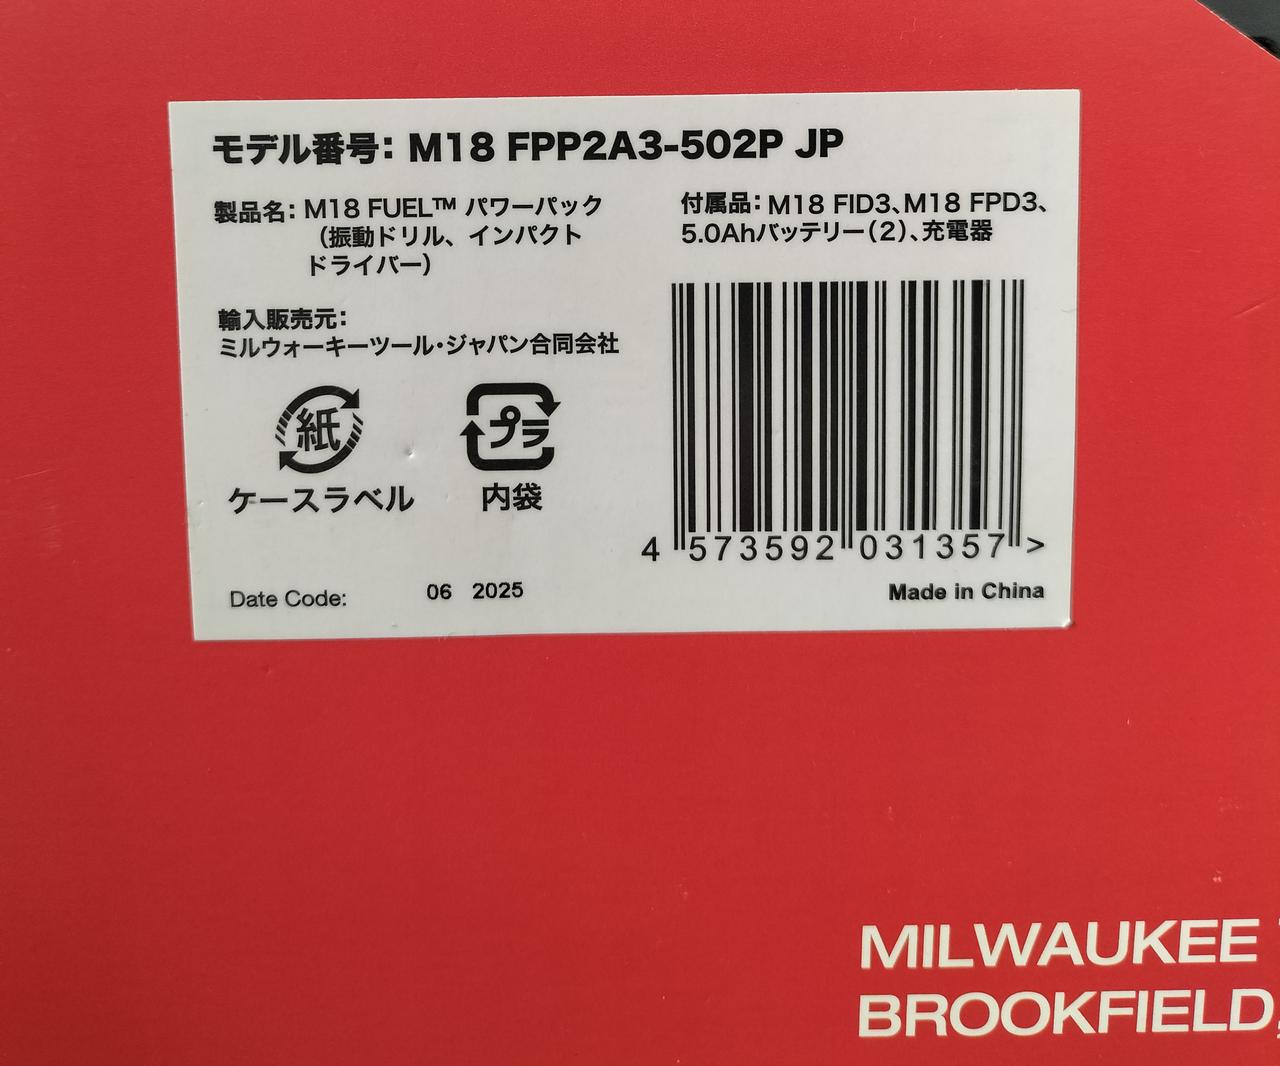 モデル番号: M18 FPP2A3-502P JP
製品名: M18 FUEL™ パワーパック
（振動ドリル、インパクト
ドライバー）
付属品: M18 FID3、M18 FPD3、
5.0Ahバッテリー（2）、充電器
輸入販売元:
ミルウォーキーツール・ジャパン合同会社
紙
ケースラベル
プラ
内袋
4 573592 031357 >
Date Code: 06 2025
Made in China
MILWAUKEE
BROOKFIELD,